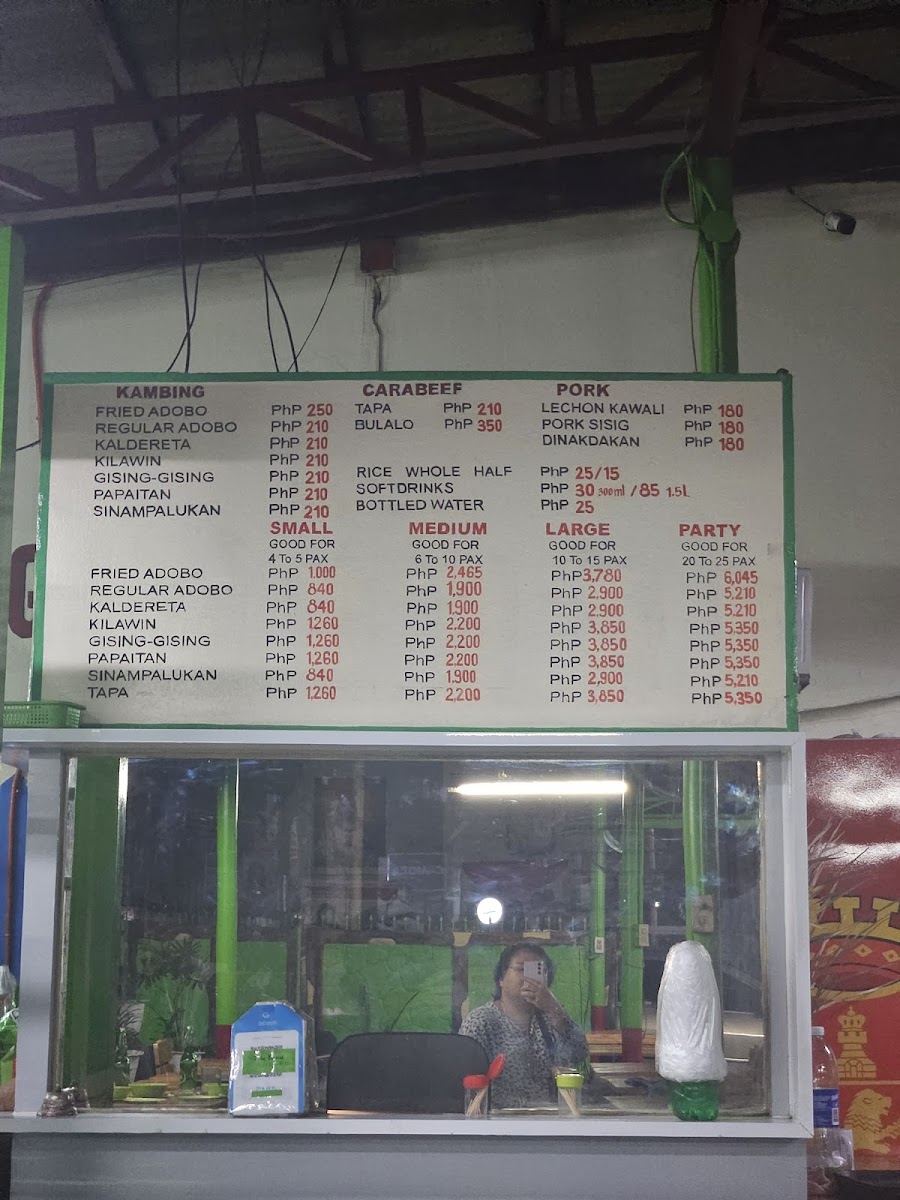 KAMBING CARABEEF PORK
FRIED ADOBO PhP 250 TAPA PhP 210 LECHON KAWALI PhP 180
REGULAR ADOBO PhP 210 BULALO PhP 350 PORK SISIG PhP 180
KALDERETA PhP 210 DINAKDAKAN PhP 180
KILAWIN PhP 210
GISING-GISING PhP 210 RICE WHOLE HALF PhP 25/15
PAPAITAN PhP 210 SOFTDRINKS PhP 30 300ml / 85 1.5L
SINAMPALUKAN PhP 210 BOTTLED WATER PhP 25
SMALL MEDIUM LARGE PARTY
GOOD FOR GOOD FOR GOOD FOR GOOD FOR
4 To 5 PAX 6 To 10 PAX 10 To 15 PAX 20 To 25 PAX
FRIED ADOBO PhP 1.000 PhP 2,465 PhP 3,780 PhP 6,045
REGULAR ADOBO PhP 840 PhP 1,900 PhP 2.900 PhP 5,210
KALDERETA PhP 840 PhP 1.900 PhP 2.900 PhP 5.210
KILAWIN PhP 1260 PhP 2.200 PhP 3,850 PhP 5.350
GISING-GISING PhP 1,260 PhP 2.200 PhP 3,850 PhP 5,350
PAPAITAN PhP 1,260 PhP 2.200 PhP 3,850 PhP 5,350
SINAMPALUKAN PhP 840 PhP 1.900 PhP 2,900 PhP 5,210
TAPA PhP 1.260 PhP 2,200 PhP 3,850 PhP 5,350